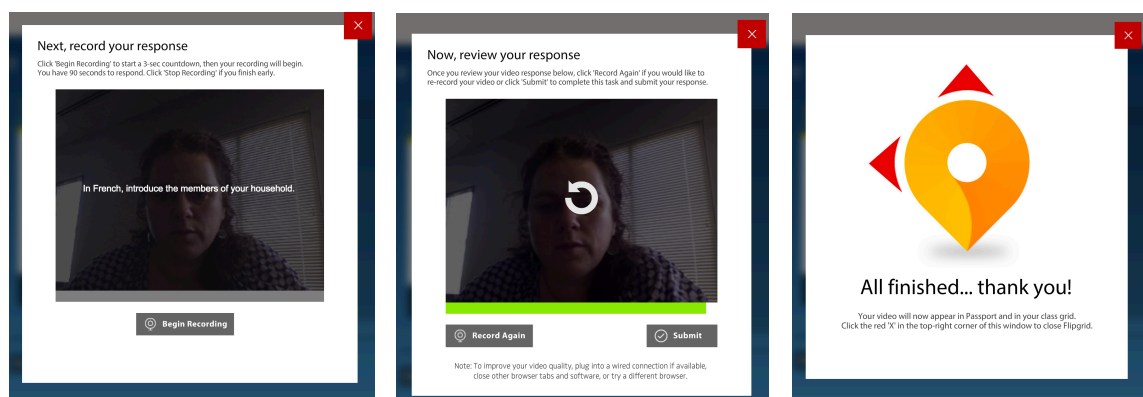 Next, record your response
Click 'Begin Recording' to start a 3-sec countdown, then your recording will begin.
You have 90 seconds to respond. Click 'Stop Recording' if you finish early.
In French, introduce the members of your household.
Begin Recording
Now, review your response
Once you review your video response below, click 'Record Again' if you would like to
re-record your video or click 'Submit' to complete this task and submit your response.
Record Again
Submit
Note: To improve your video quality, plug into a wired connection if available,
close other browser tabs and software, or try a different browser.
All finished... thank you!
Your video will now appear in Passport and in your class grid.
Click the red 'X' in the top-right corner of this window to close Flipgrid.